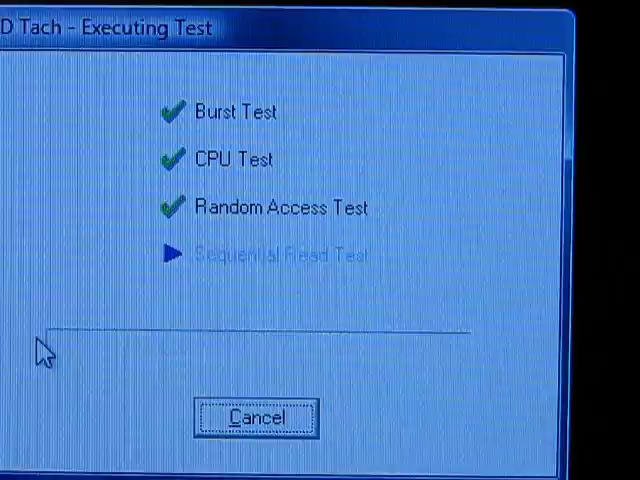 D Tach - Executing Test
Burst Test
CPU Test
Random Access Test
Sequential Read Test
Cancel